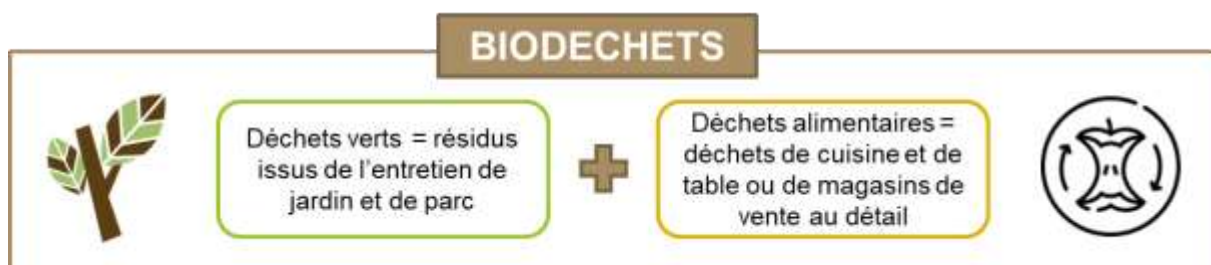 BIODECHETS
Déchets verts = résidus
issus de l'entretien de
jardin et de parc
Déchets alimentaires =
déchets de cuisine et de
table ou de magasins de
vente au détail